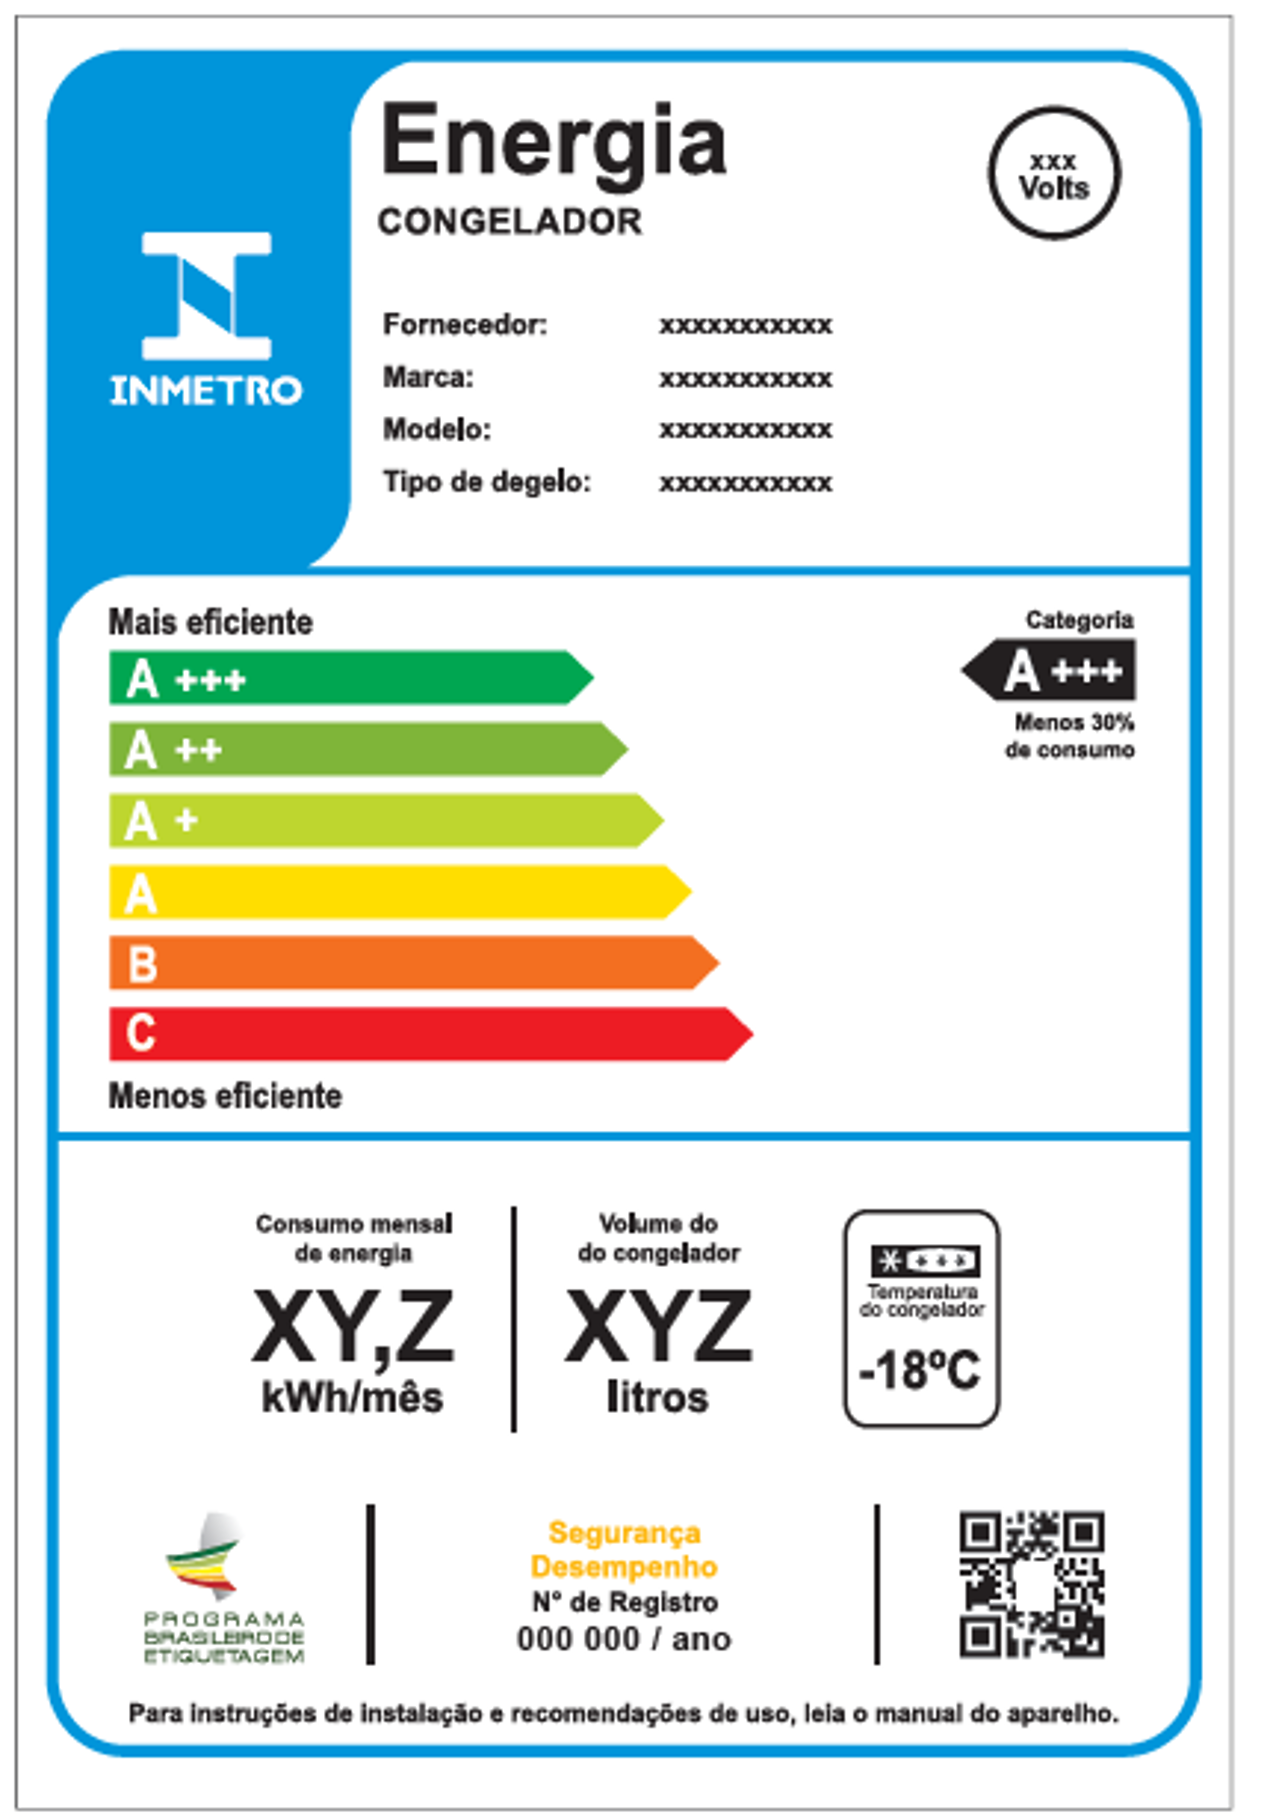 Energia
CONGELADOR
xxx
Volts
INMETRO
Fornecedor: xxxxxxxxxxx
Marca: xxxxxxxxxxx
Modelo: xxxxxxxxxxx
Tipo de degelo: xxxxxxxxxxx
Mais eficiente
A +++
A ++
A +
A
B
C
Menos eficiente
Categoria
A +++
Menos 30%
de consumo
Consumo mensal
de energia
XY,Z
kWh/mês
Volume do
do congelador
XYZ
litros
Temperatura
do congelador
-18ºC
PROGRAMA
BRASILEIRO DE
ETIQUETAGEM
Segurança
Desempenho
N° de Registro
000 000 / ano
Para instruções de instalação e recomendações de uso, leia o manual do aparelho.